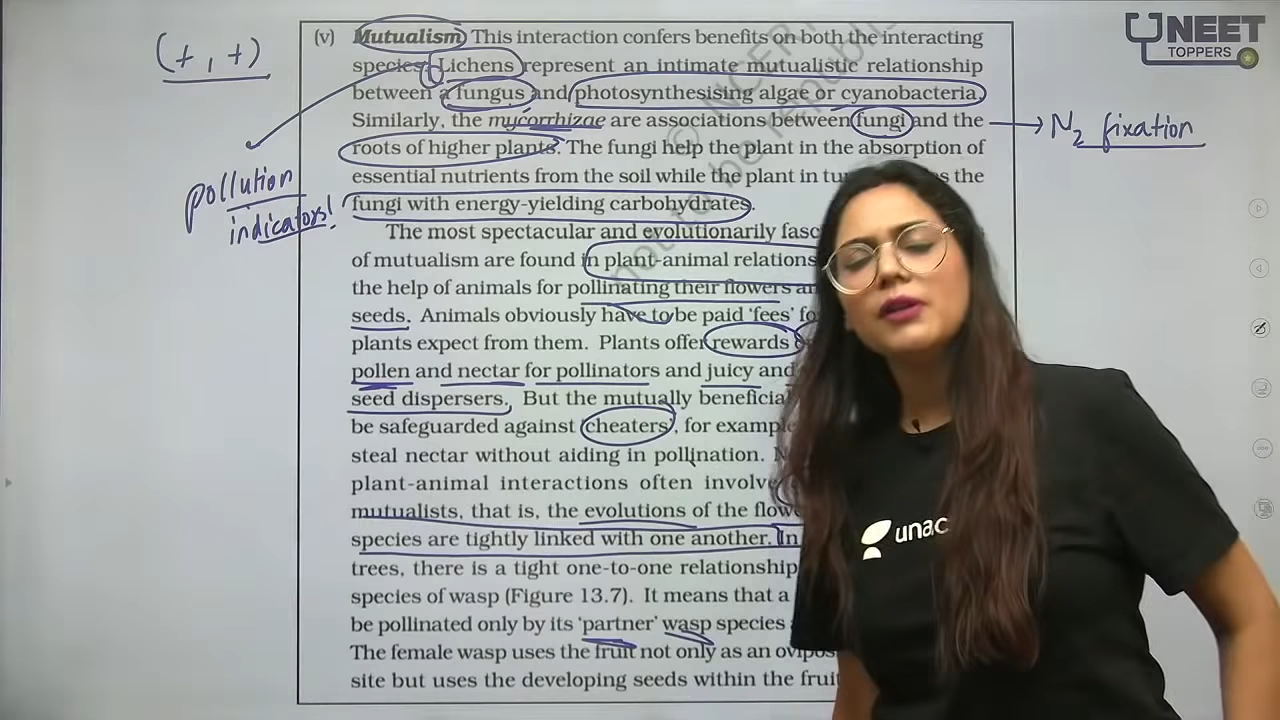 (+ , +)
(v) Mutualism This interaction confers benefits on both the interacting
species. Lichens represent an intimate mutualistic relationship
between a fungus and photosynthesising algae or cyanobacteria.
Similarly, the mycorrhizae are associations between fungi and the
roots of higher plants. The fungi help the plant in the absorption of
essential nutrients from the soil while the plant in the
fungi with energy-yielding carbohydrates.
The most spectacular and evolutionarily
of mutualism are found in plant-animal
the help of animals for pollinating their flowers
seeds. Animals obviously have to be paid 'fees'
plants expect from them. Plants offer rewards
pollen and nectar for pollinators and juicy and
seed dispersers. But the mutually
be safeguarded against 'cheaters', for
steal nectar without aiding in pollination.
plant-animal interactions often involve
mutualists, that is, the evolutions of the
species are tightly linked with one another. In
trees, there is a tight one-to-one relationship
species of wasp (Figure 13.7). It means that a
be pollinated only by its 'partner' wasp species
The female wasp uses the fruit not only as an
site but uses the developing seeds within the
pollution
indicators!
N2 fixation
© NCERT
not to be
UNEET
TOPPERS
unac